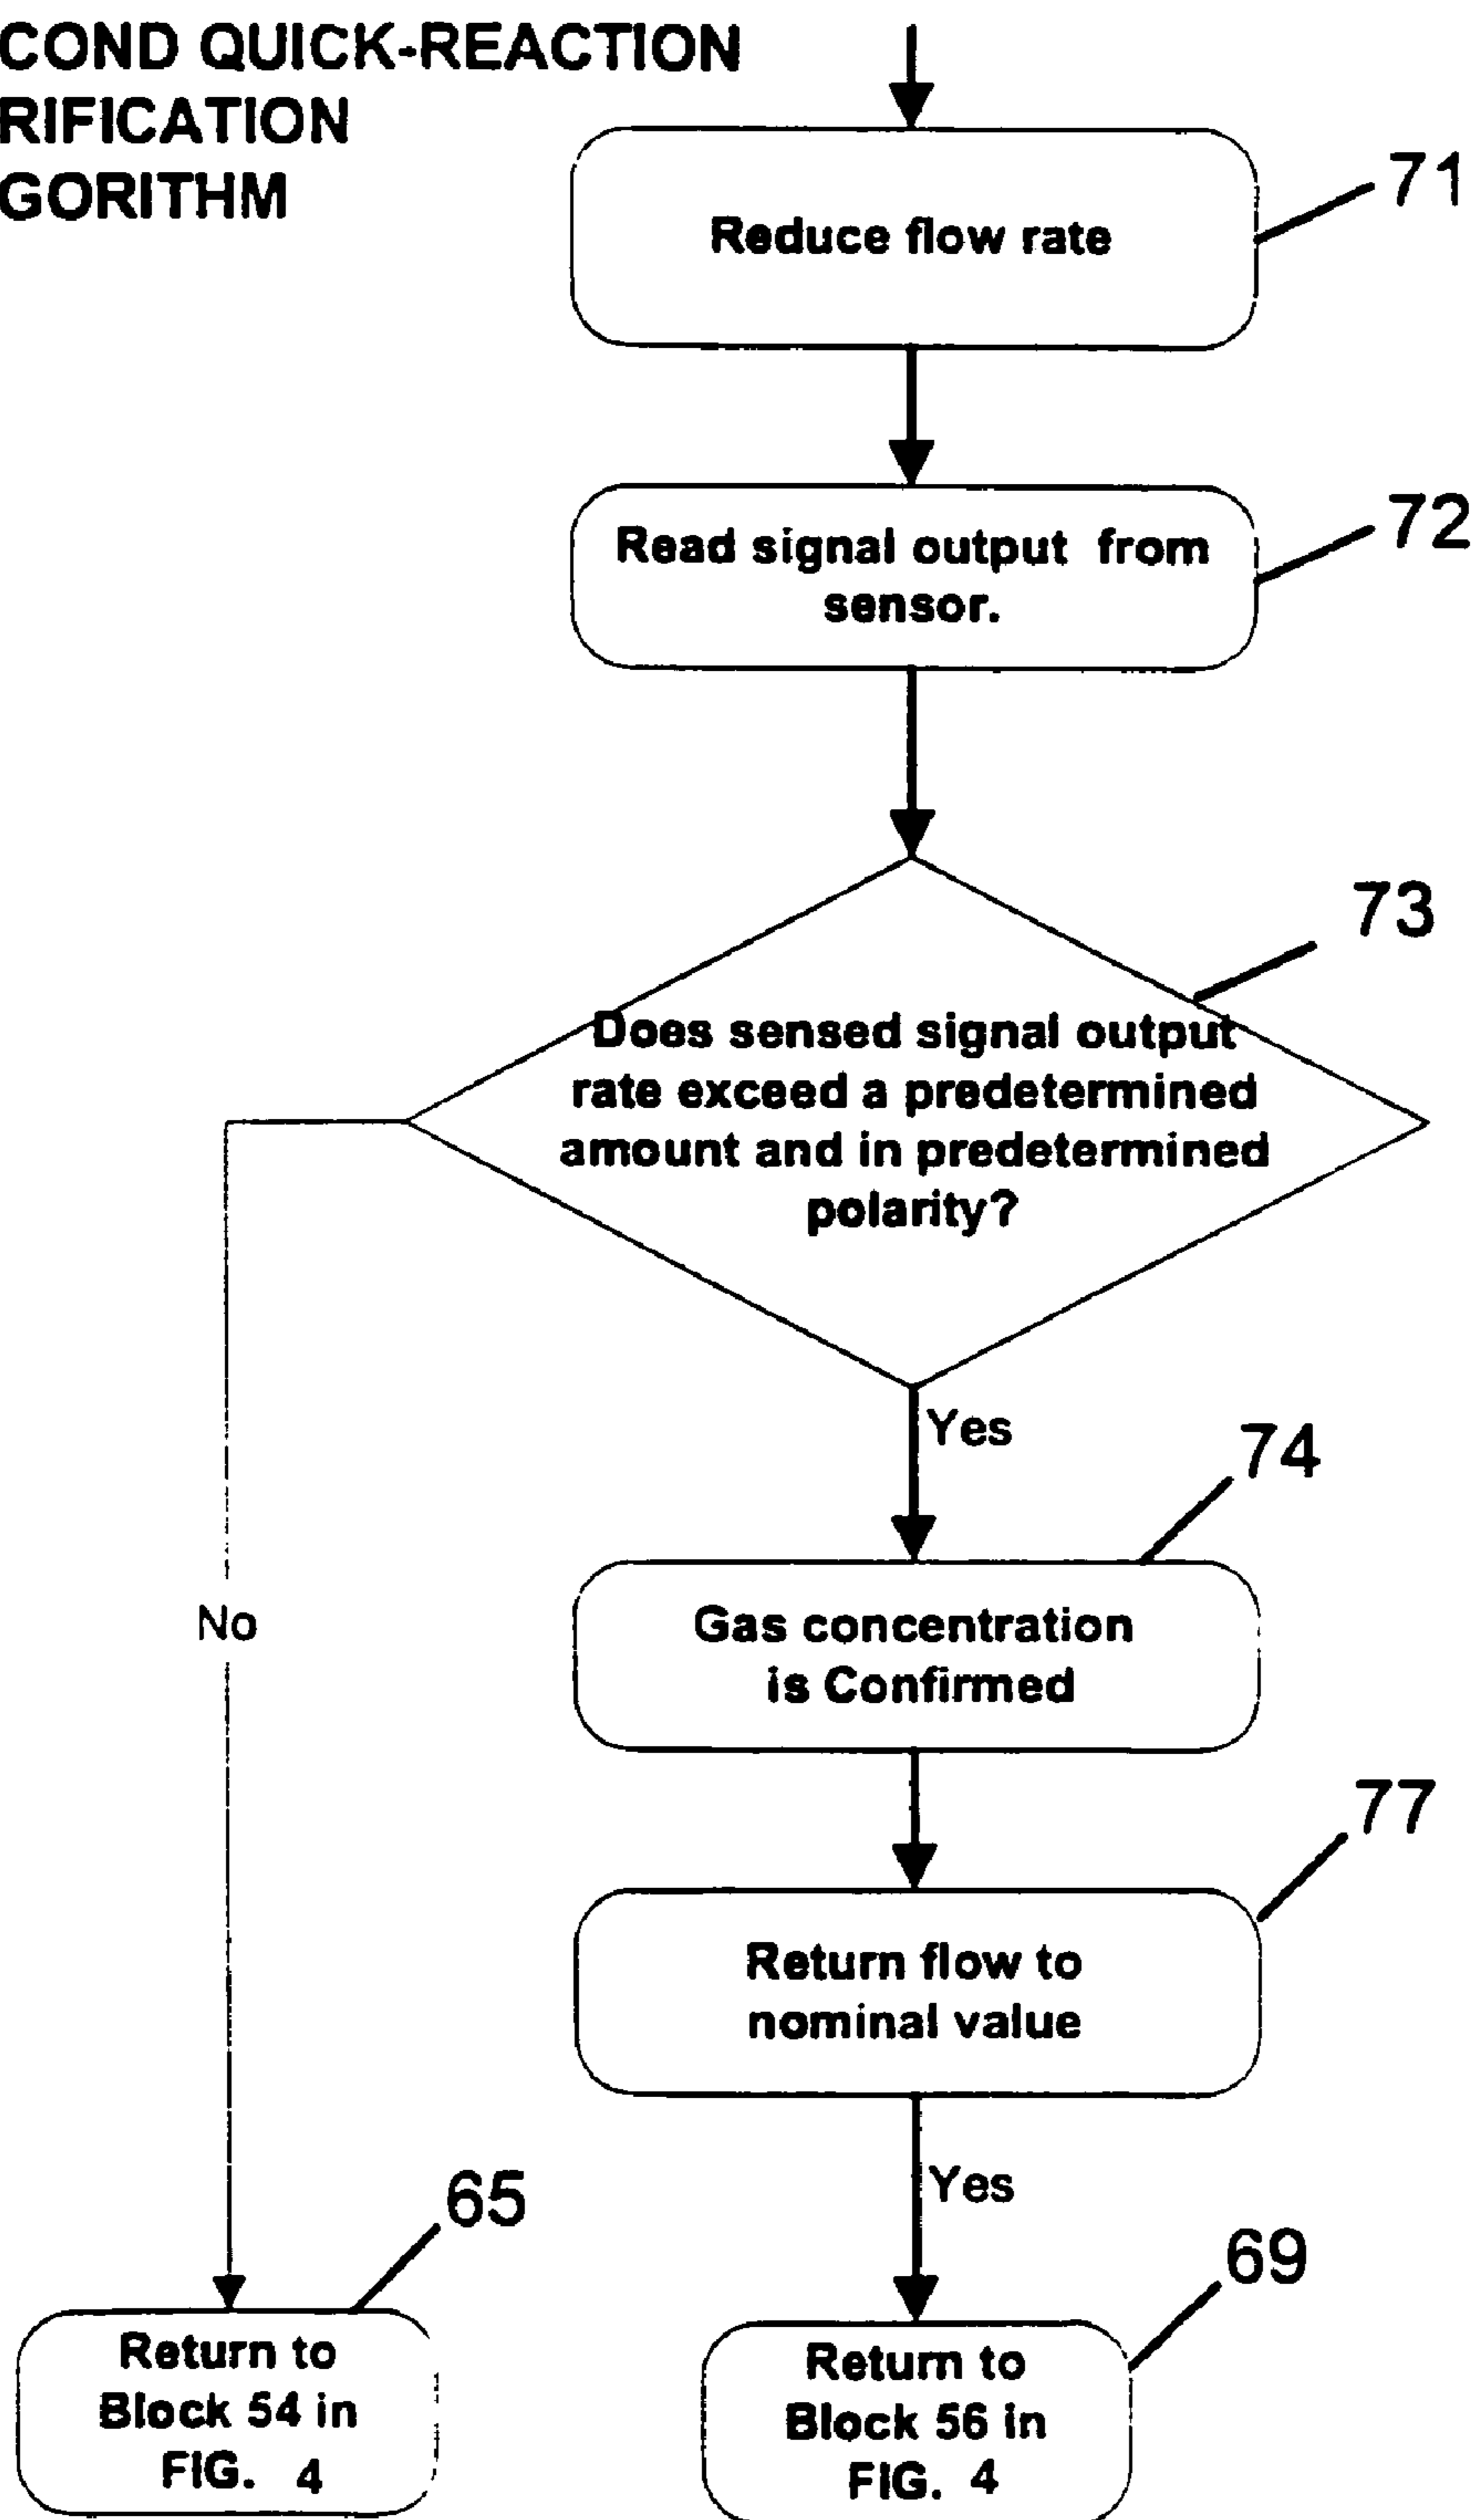 COND QUICK-REACTION
RIFICATION
GORITHM
71
Reduce flow rate
72
Read signal output from
sensor.
73
Does sensed signal output
rate exceed a predetermined
amount and in predetermined
polarity?
Yes
74
Gas concentration
is Confirmed
No
77
Return flow to
nominal value
Yes
65
69
Return to
Block 54 in
FIG. 4
Return to
Block 56 in
FIG. 4